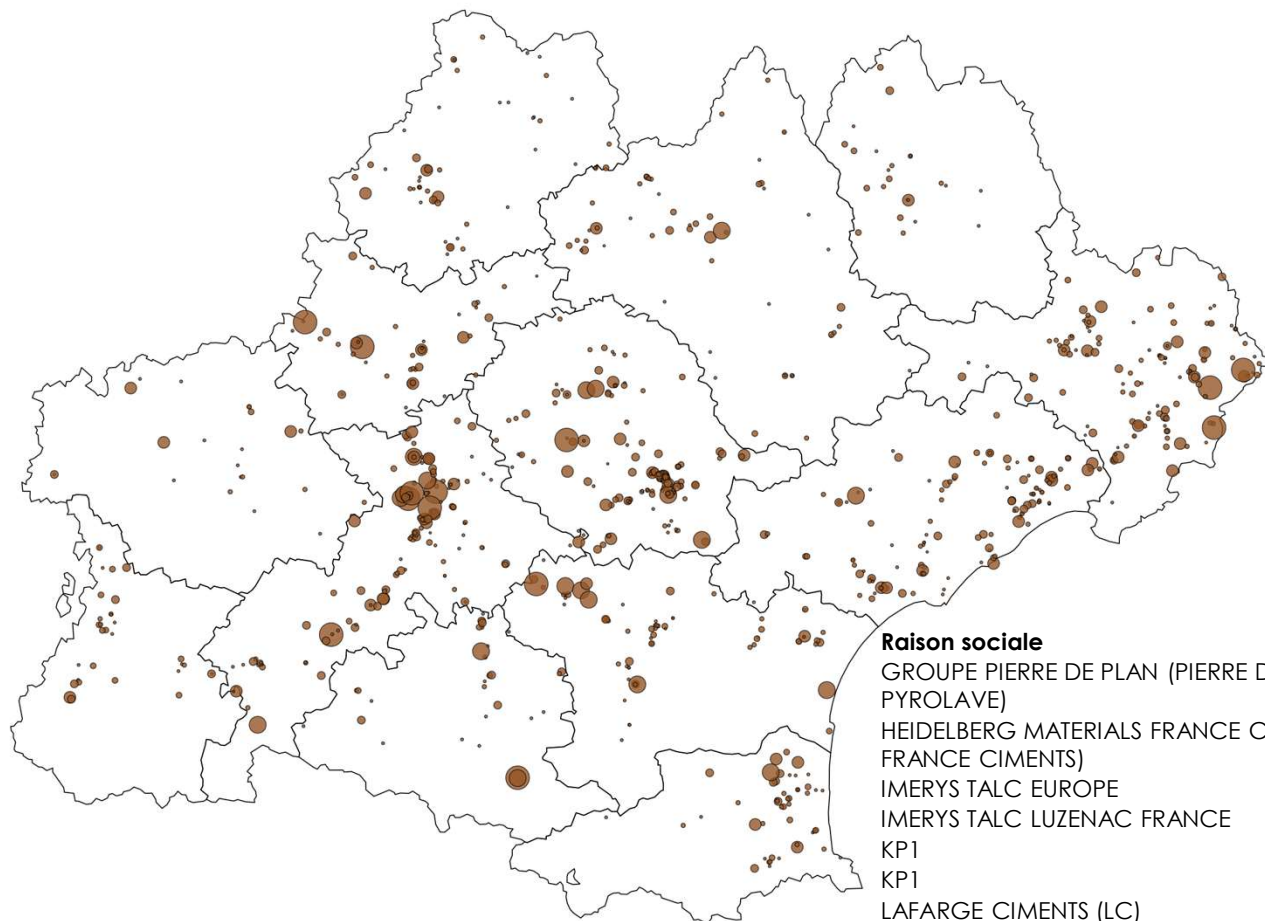 Raison sociale
GROUPE PIERRE DE PLAN (PIERRE D
PYROLAVE)
HEIDELBERG MATERIALS FRANCE C
FRANCE CIMENTS)
IMERYS TALC EUROPE
IMERYS TALC LUZENAC FRANCE
KP1
KP1
LAFARGE CIMENTS (LC)